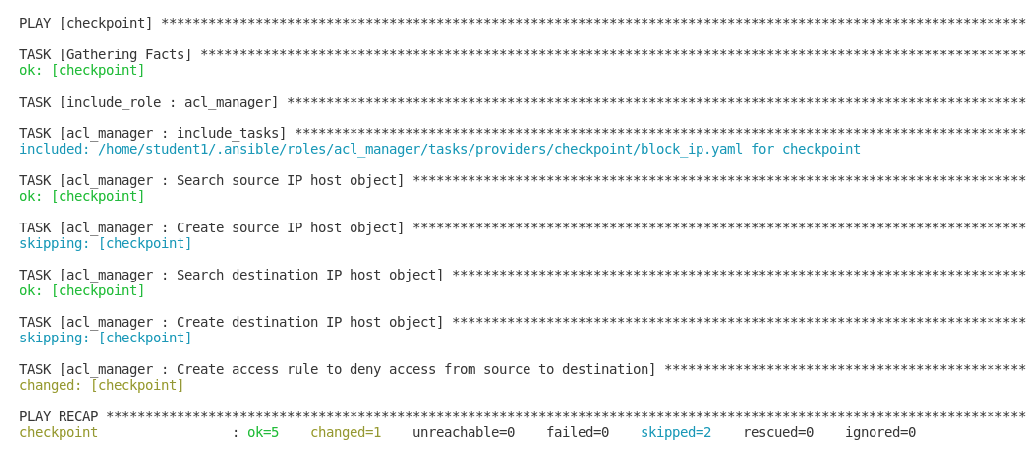 PLAY [checkpoint] **************************************************************************************************************
TASK [Gathering Facts] *********************************************************************************************************
ok: [checkpoint]
TASK [include_role : acl_manager] **********************************************************************************************
TASK [acl_manager : include_tasks] *********************************************************************************************
included: /home/student1/.ansible/roles/acl_manager/tasks/providers/checkpoint/block_ip.yaml for checkpoint
TASK [acl_manager : Search source IP host object] ******************************************************************************
ok: [checkpoint]
TASK [acl_manager : Create source IP host object] ******************************************************************************
skipping: [checkpoint]
TASK [acl_manager : Search destination IP host object] *************************************************************************
ok: [checkpoint]
TASK [acl_manager : Create destination IP host object] *************************************************************************
skipping: [checkpoint]
TASK [acl_manager : Create access rule to deny access from source to destination] **********************************************
changed: [checkpoint]
PLAY RECAP *********************************************************************************************************************
checkpoint                 : ok=5    changed=1    unreachable=0    failed=0    skipped=2    rescued=0    ignored=0